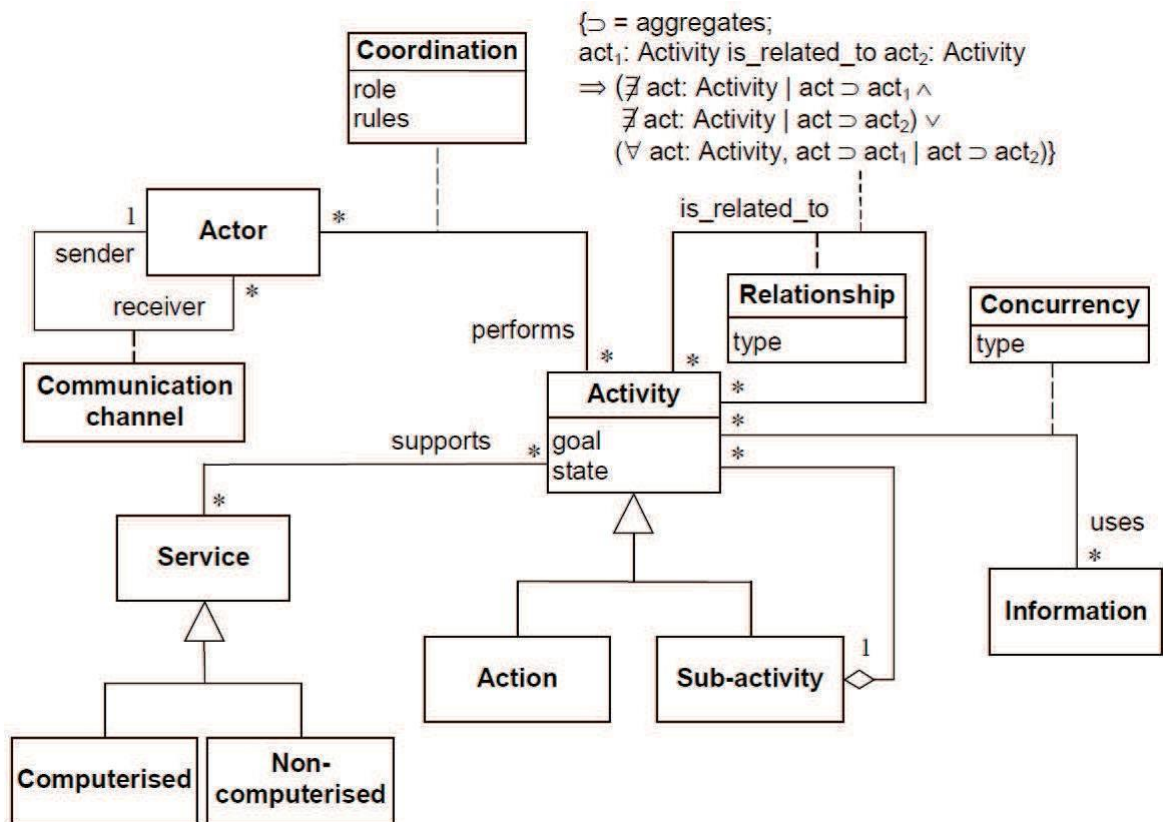 {⊃ = aggregates;
act₁: Activity is_related_to act₂: Activity
⇒ (∄ act: Activity | act ⊃ act₁ ∧
∄ act: Activity | act ⊃ act₂) ∨
(∀ act: Activity, act ⊃ act₁ | act ⊃ act₂)}
Coordination
role
rules
1
Actor
*
sender
receiver
*
Communication
channel
is_related_to
Relationship
type
Concurrency
type
performs
*
*
Activity
*
*
goal
state
*
supports
*
*
Service
uses
*
Information
Action
Sub-activity
1
Computerised
Non-
computerised